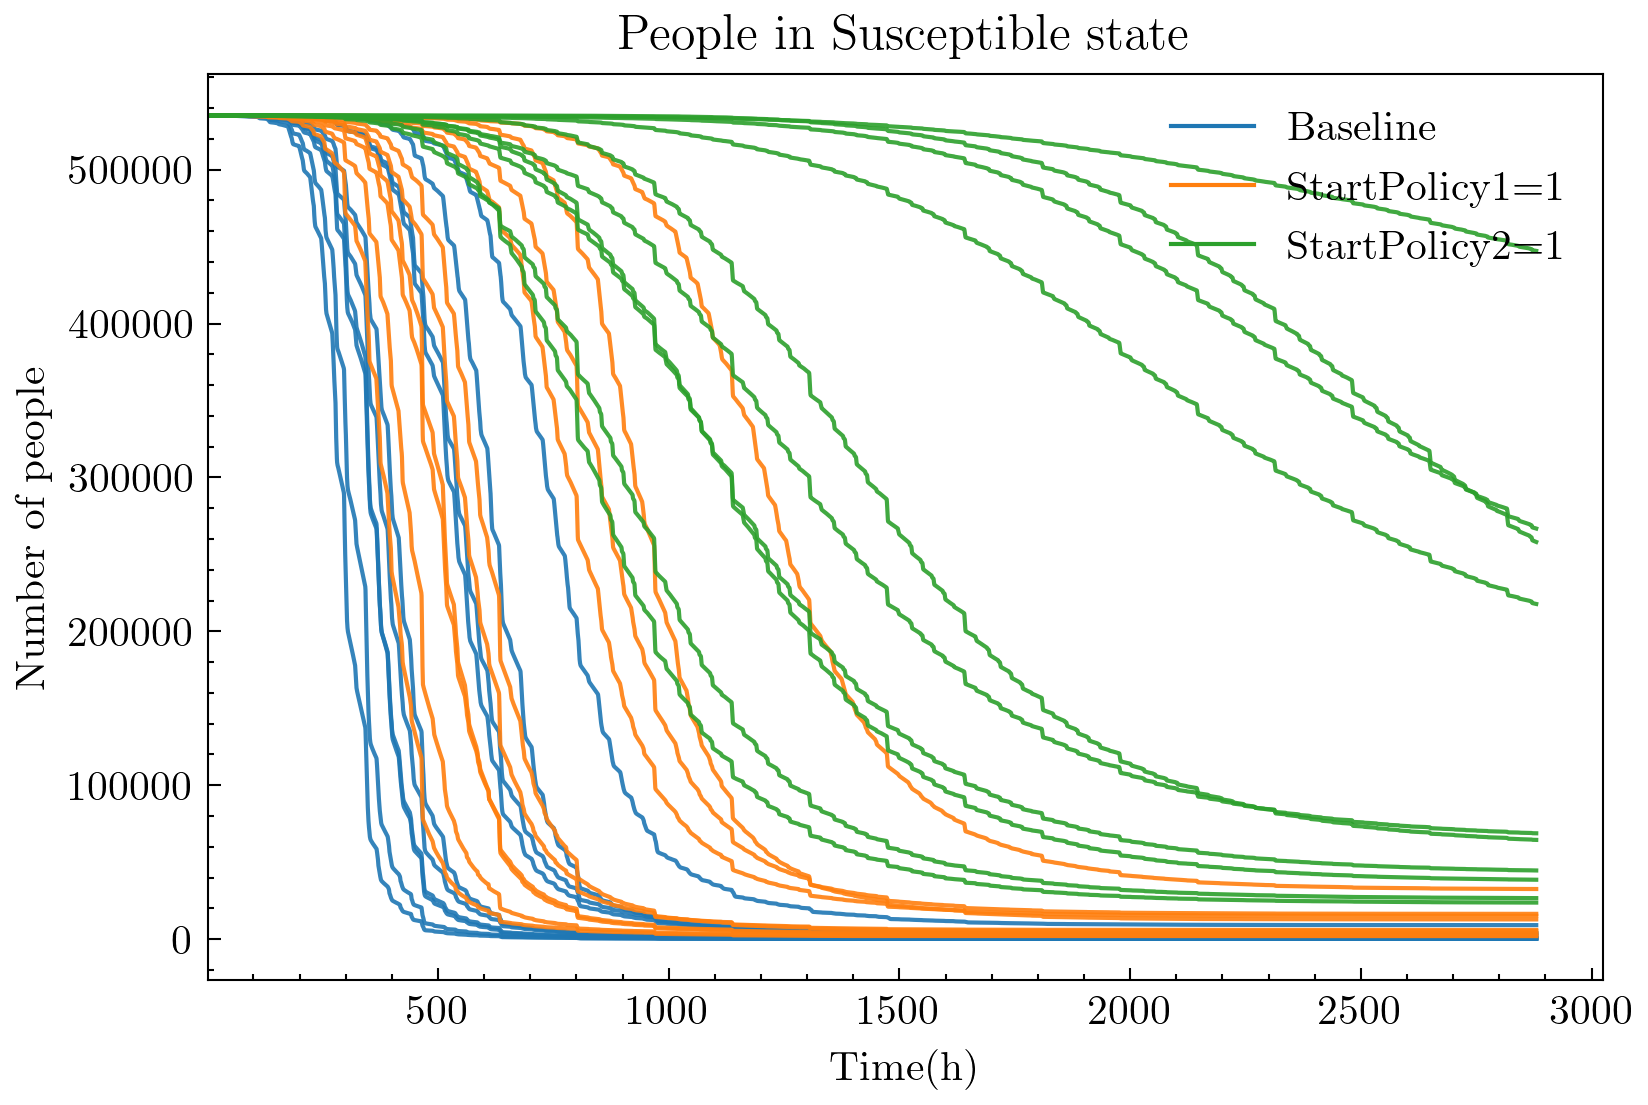 People in Susceptible state
Baseline
StartPolicy1=1
StartPolicy2=1
Number of people
500000
400000
300000
200000
100000
0
500
1000
1500
2000
2500
3000
Time(h)